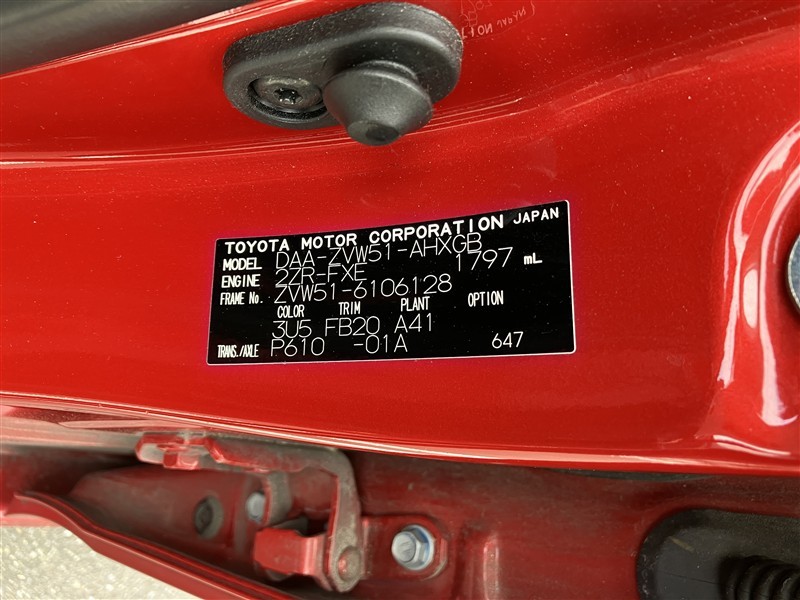 TOYOTA MOTOR CORPORATION JAPAN
MODEL DAA-ZVW51-AHXGB
ENGINE 2ZR-FXE 1797 mL
FRAME No. ZVW51-6106128
COLOR TRIM PLANT OPTION
3U5 FB20 A41
TRANS./AXLE P610 -01A 647